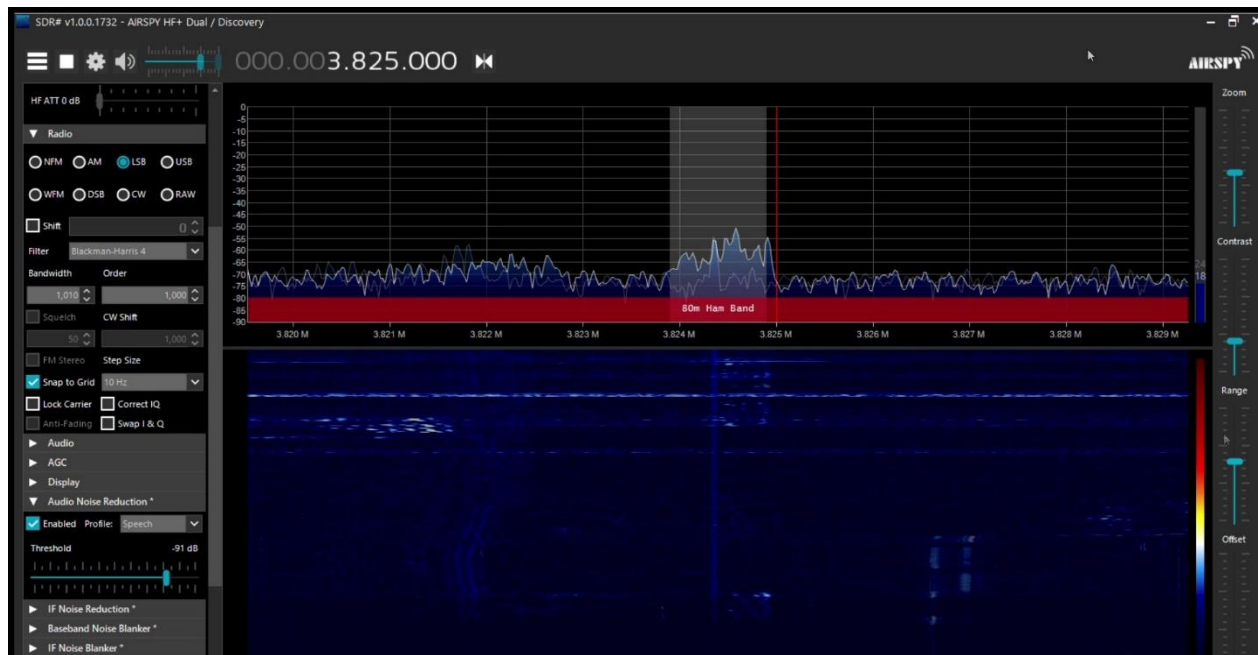 SDR# v1.0.0.1732 - AIRSPY HF+ Dual / Discovery
000.003.825.000
AIRSPY
HF ATT 0 dB
Radio
NFM AM LSB USB
WFM DSB CW RAW
Shift 0
Filter Blackman-Harris 4
Bandwidth Order
1,010 1,000
Squelch CW Shift
50 1,000
FM Stereo Step Size
Snap to Grid 10 Hz
Lock Carrier Correct IQ
Anti-Fading Swap I & Q
Audio
AGC
Display
Audio Noise Reduction *
Enabled Profile: Speech
Threshold -91 dB
IF Noise Reduction *
Baseband Noise Blanker *
IF Noise Blanker *
0
-5
-10
-15
-20
-25
-30
-35
-40
-45
-50
-55
-60
-65
-70
-75
-80
-85
-90
24
18
80m Ham Band
3.820 M 3.821 M 3.822 M 3.823 M 3.824 M 3.825 M 3.826 M 3.827 M 3.828 M 3.829 M
Zoom
Contrast
Range
Offset